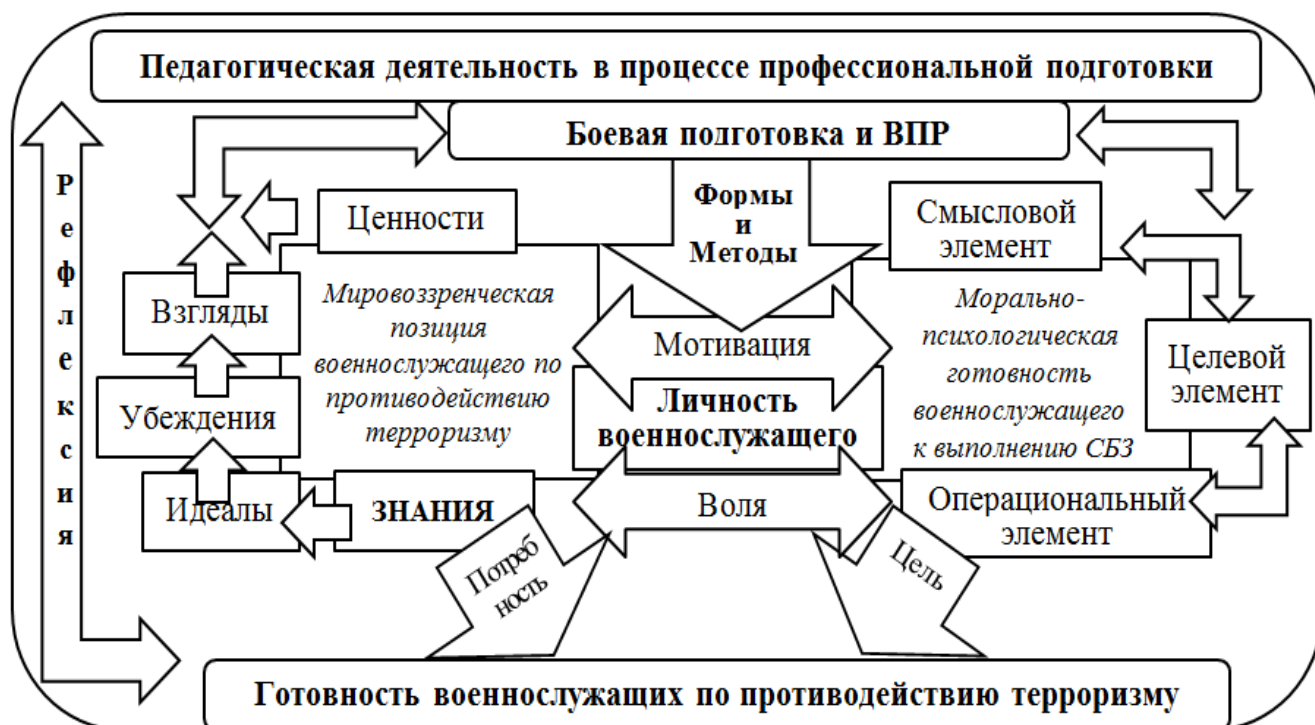 Педагогическая деятельность в процессе профессиональной подготовки
Боевая подготовка и ВПР
Рефлексия
Формы
и
Методы
Ценности
Взгляды
Убеждения
Идеалы
ЗНАНИЯ
Мировоззренческая
позиция
военнослужащего по
противодействию
терроризму
Мотивация
Личность
военнослужащего
Воля
Смысловой
элемент
Морально-
психологическая
готовность
военнослужащего
к выполнению СБЗ
Целевой
элемент
Операциональный
элемент
Потреб
ность
Цель
Готовность военнослужащих по противодействию терроризму